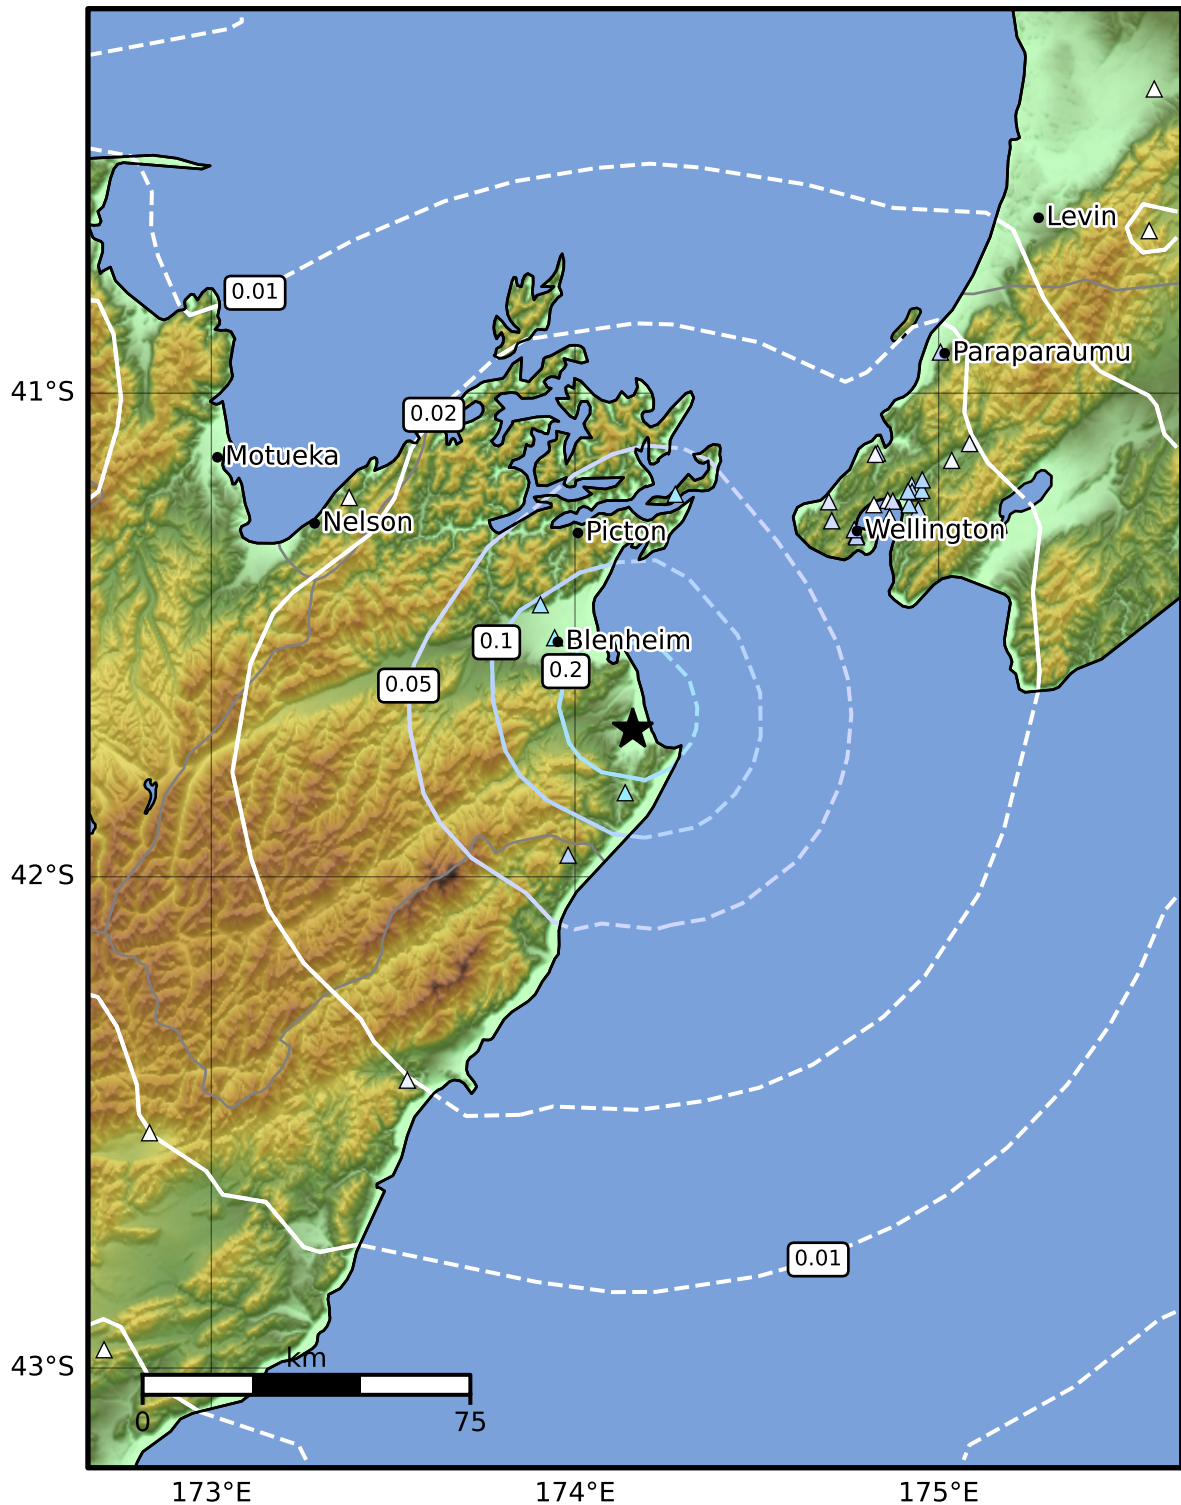 Levin
0.01
Paraparaumu
41°S
0.02
Motueka
Nelson
Picton
Wellington
0.1
Blenheim
0.2
0.05
42°S
0.01
43°S
km
0
75
173°E
174°E
175°E